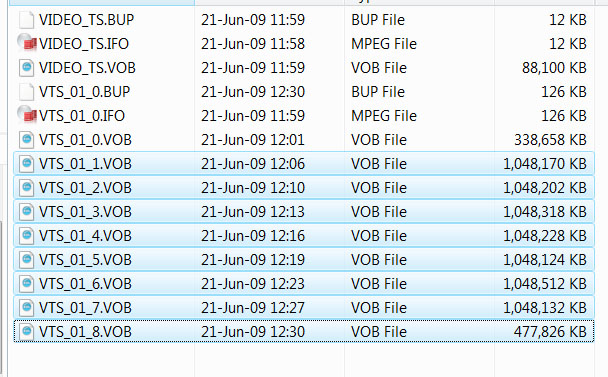 VIDEO_TS.BUP 21-Jun-09 11:59 BUP File 12 KB
VIDEO_TS.IFO 21-Jun-09 11:58 MPEG File 12 KB
VIDEO_TS.VOB 21-Jun-09 11:59 VOB File 88,100 KB
VTS_01_0.BUP 21-Jun-09 12:30 BUP File 126 KB
VTS_01_0.IFO 21-Jun-09 11:59 MPEG File 126 KB
VTS_01_0.VOB 21-Jun-09 12:01 VOB File 338,658 KB
VTS_01_1.VOB 21-Jun-09 12:06 VOB File 1,048,170 KB
VTS_01_2.VOB 21-Jun-09 12:10 VOB File 1,048,202 KB
VTS_01_3.VOB 21-Jun-09 12:13 VOB File 1,048,318 KB
VTS_01_4.VOB 21-Jun-09 12:16 VOB File 1,048,228 KB
VTS_01_5.VOB 21-Jun-09 12:19 VOB File 1,048,124 KB
VTS_01_6.VOB 21-Jun-09 12:23 VOB File 1,048,512 KB
VTS_01_7.VOB 21-Jun-09 12:27 VOB File 1,048,132 KB
VTS_01_8.VOB 21-Jun-09 12:30 VOB File 477,826 KB